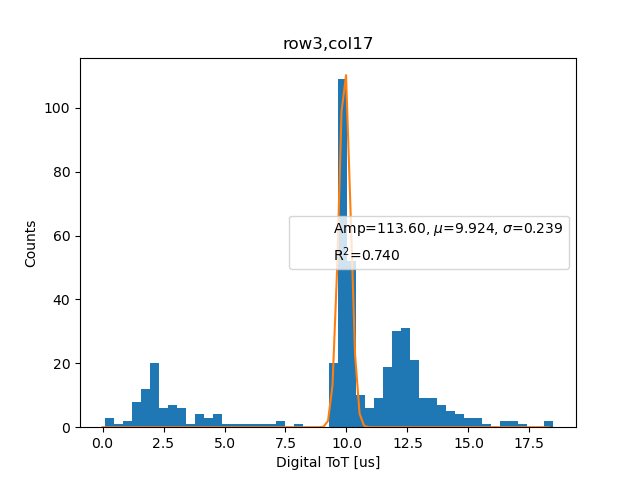 row3,col17
Counts
100
80
60
40
20
0
Amp=113.60, μ=9.924, σ=0.239
R²=0.740
0.0 2.5 5.0 7.5 10.0 12.5 15.0 17.5
Digital ToT [us]